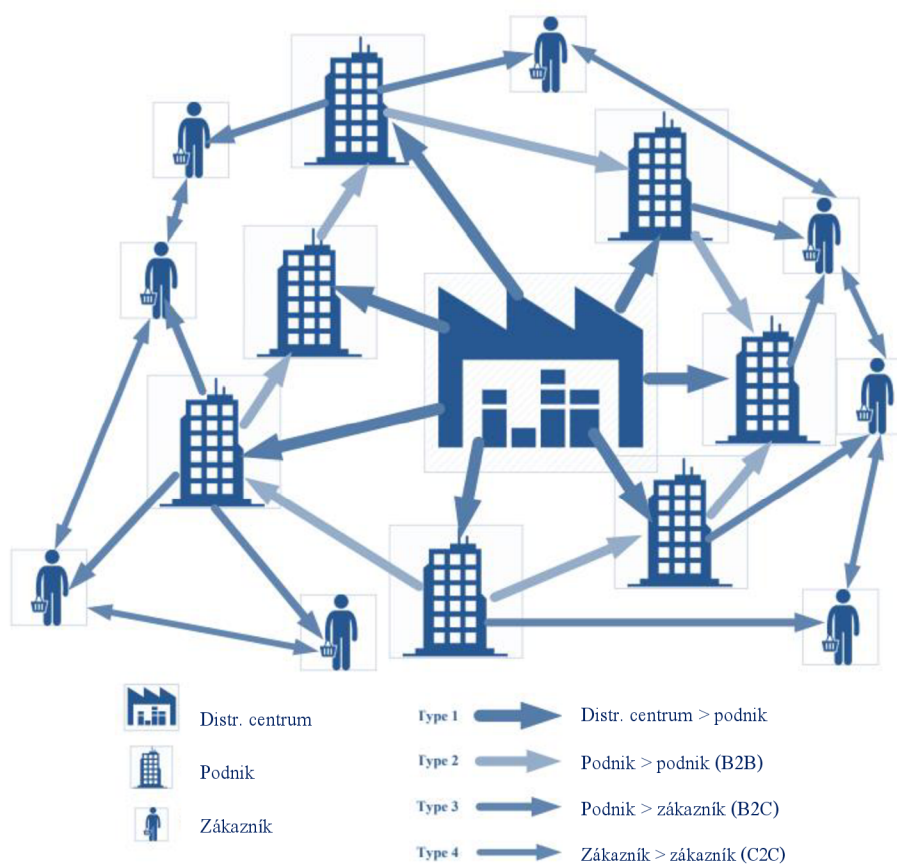 Distr. centrum
Podnik
Zákazník
Type 1 Distr. centrum > podnik
Type 2 Podnik > podnik (B2B)
Type 3 Podnik > zákazník (B2C)
Type 4 Zákazník > zákazník (C2C)